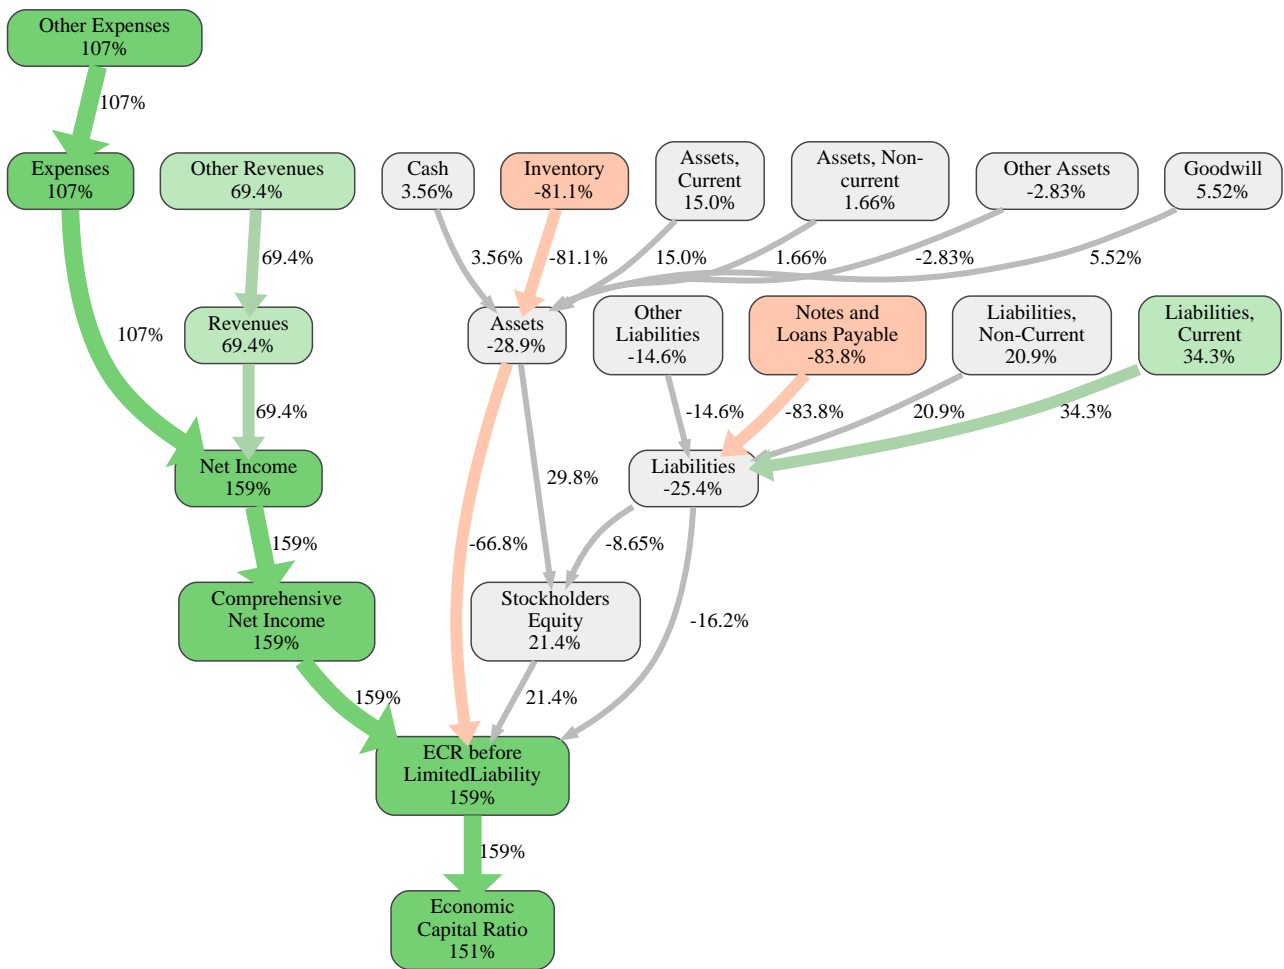 Other Expenses
107%
107%
Expenses
107%
Other Revenues
69.4%
Cash
3.56%
Inventory
-81.1%
Assets,
Current
15.0%
Assets, Non-
current
1.66%
Other Assets
-2.83%
Goodwill
5.52%
69.4%
3.56%
-81.1%
15.0%
1.66%
-2.83%
5.52%
107%
Revenues
69.4%
Assets
-28.9%
Other
Liabilities
-14.6%
Notes and
Loans Payable
-83.8%
Liabilities,
Non-Current
20.9%
Liabilities,
Current
34.3%
69.4%
-14.6%
-83.8%
20.9%
34.3%
Net Income
159%
29.8%
Liabilities
-25.4%
159%
-66.8%
-8.65%
Comprehensive
Net Income
159%
Stockholders
Equity
21.4%
-16.2%
159%
21.4%
ECR before
LimitedLiability
159%
159%
Economic
Capital Ratio
151%